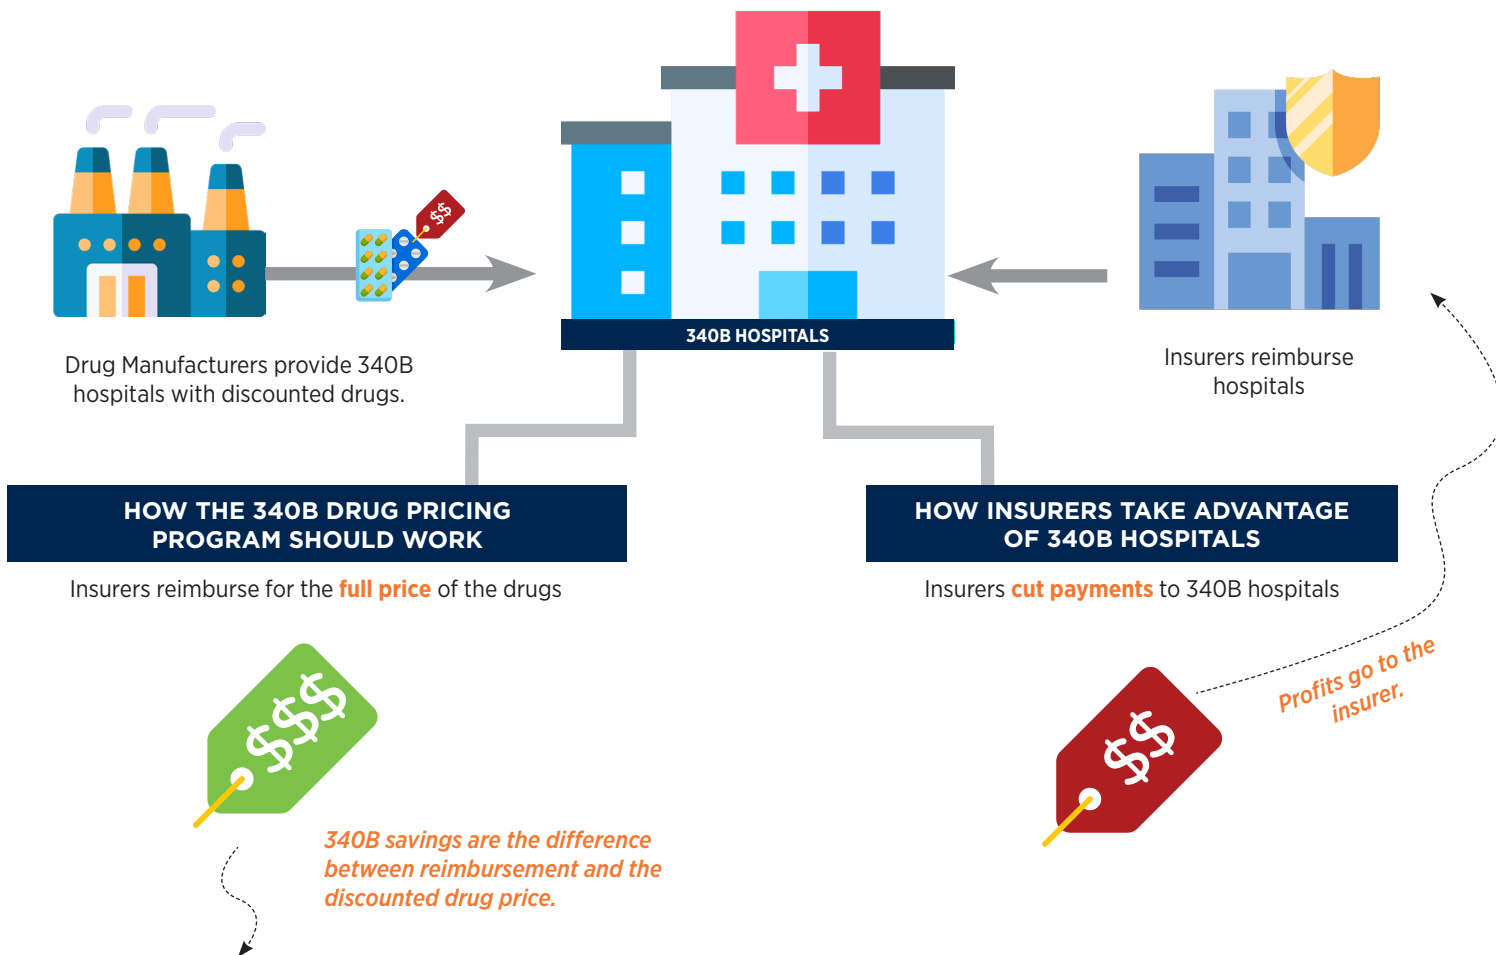 $$
340B HOSPITALS
Drug Manufacturers provide 340B
hospitals with discounted drugs.
Insurers reimburse
hospitals
HOW THE 340B DRUG PRICING
PROGRAM SHOULD WORK
Insurers reimburse for the full price of the drugs
$$$
340B savings are the difference
between reimbursement and the
discounted drug price.
HOW INSURERS TAKE ADVANTAGE
OF 340B HOSPITALS
Insurers cut payments to 340B hospitals
$$
Profits go to the
insurer.